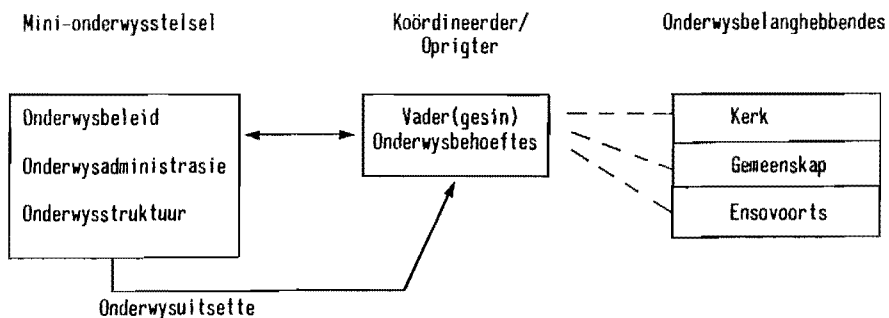 Mini-onderwysstelsel
Koördineerder/
Oprigter
Onderwysbelanghebbendes
Onderwysbeleid
Onderwysadministrasie
Onderwysstruktuur
Vader(gesin)
Onderwysbehoeftes
Kerk
Gemeenskap
Ensovoorts
Onderwysuitsette